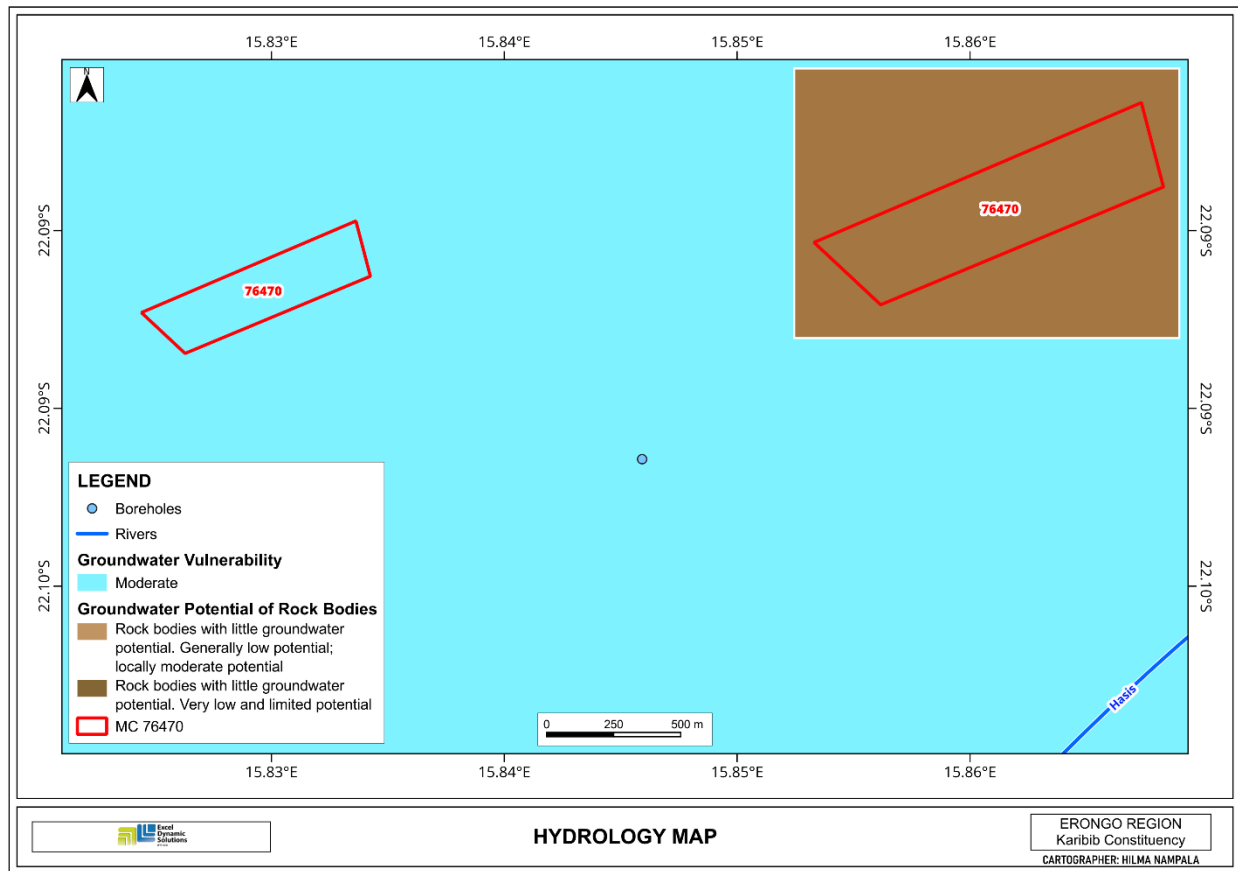 15.83°E 15.84°E 15.85°E 15.86°E
N
22.09°S
22.09°S
22.10°S
22.09°S
22.09°S
22.10°S
76470
76470
LEGEND
Boreholes
Rivers
Groundwater Vulnerability
Moderate
Groundwater Potential of Rock Bodies
Rock bodies with little groundwater
potential. Generally low potential;
locally moderate potential
Rock bodies with little groundwater
potential. Very low and limited potential
MC 76470
0 250 500 m
Hasis
15.83°E 15.84°E 15.85°E 15.86°E
Excel
Dynamic
Solutions
HYDROLOGY MAP
ERONGO REGION
Karibib Constituency
CARTOGRAPHER: HILMA NAMPALA